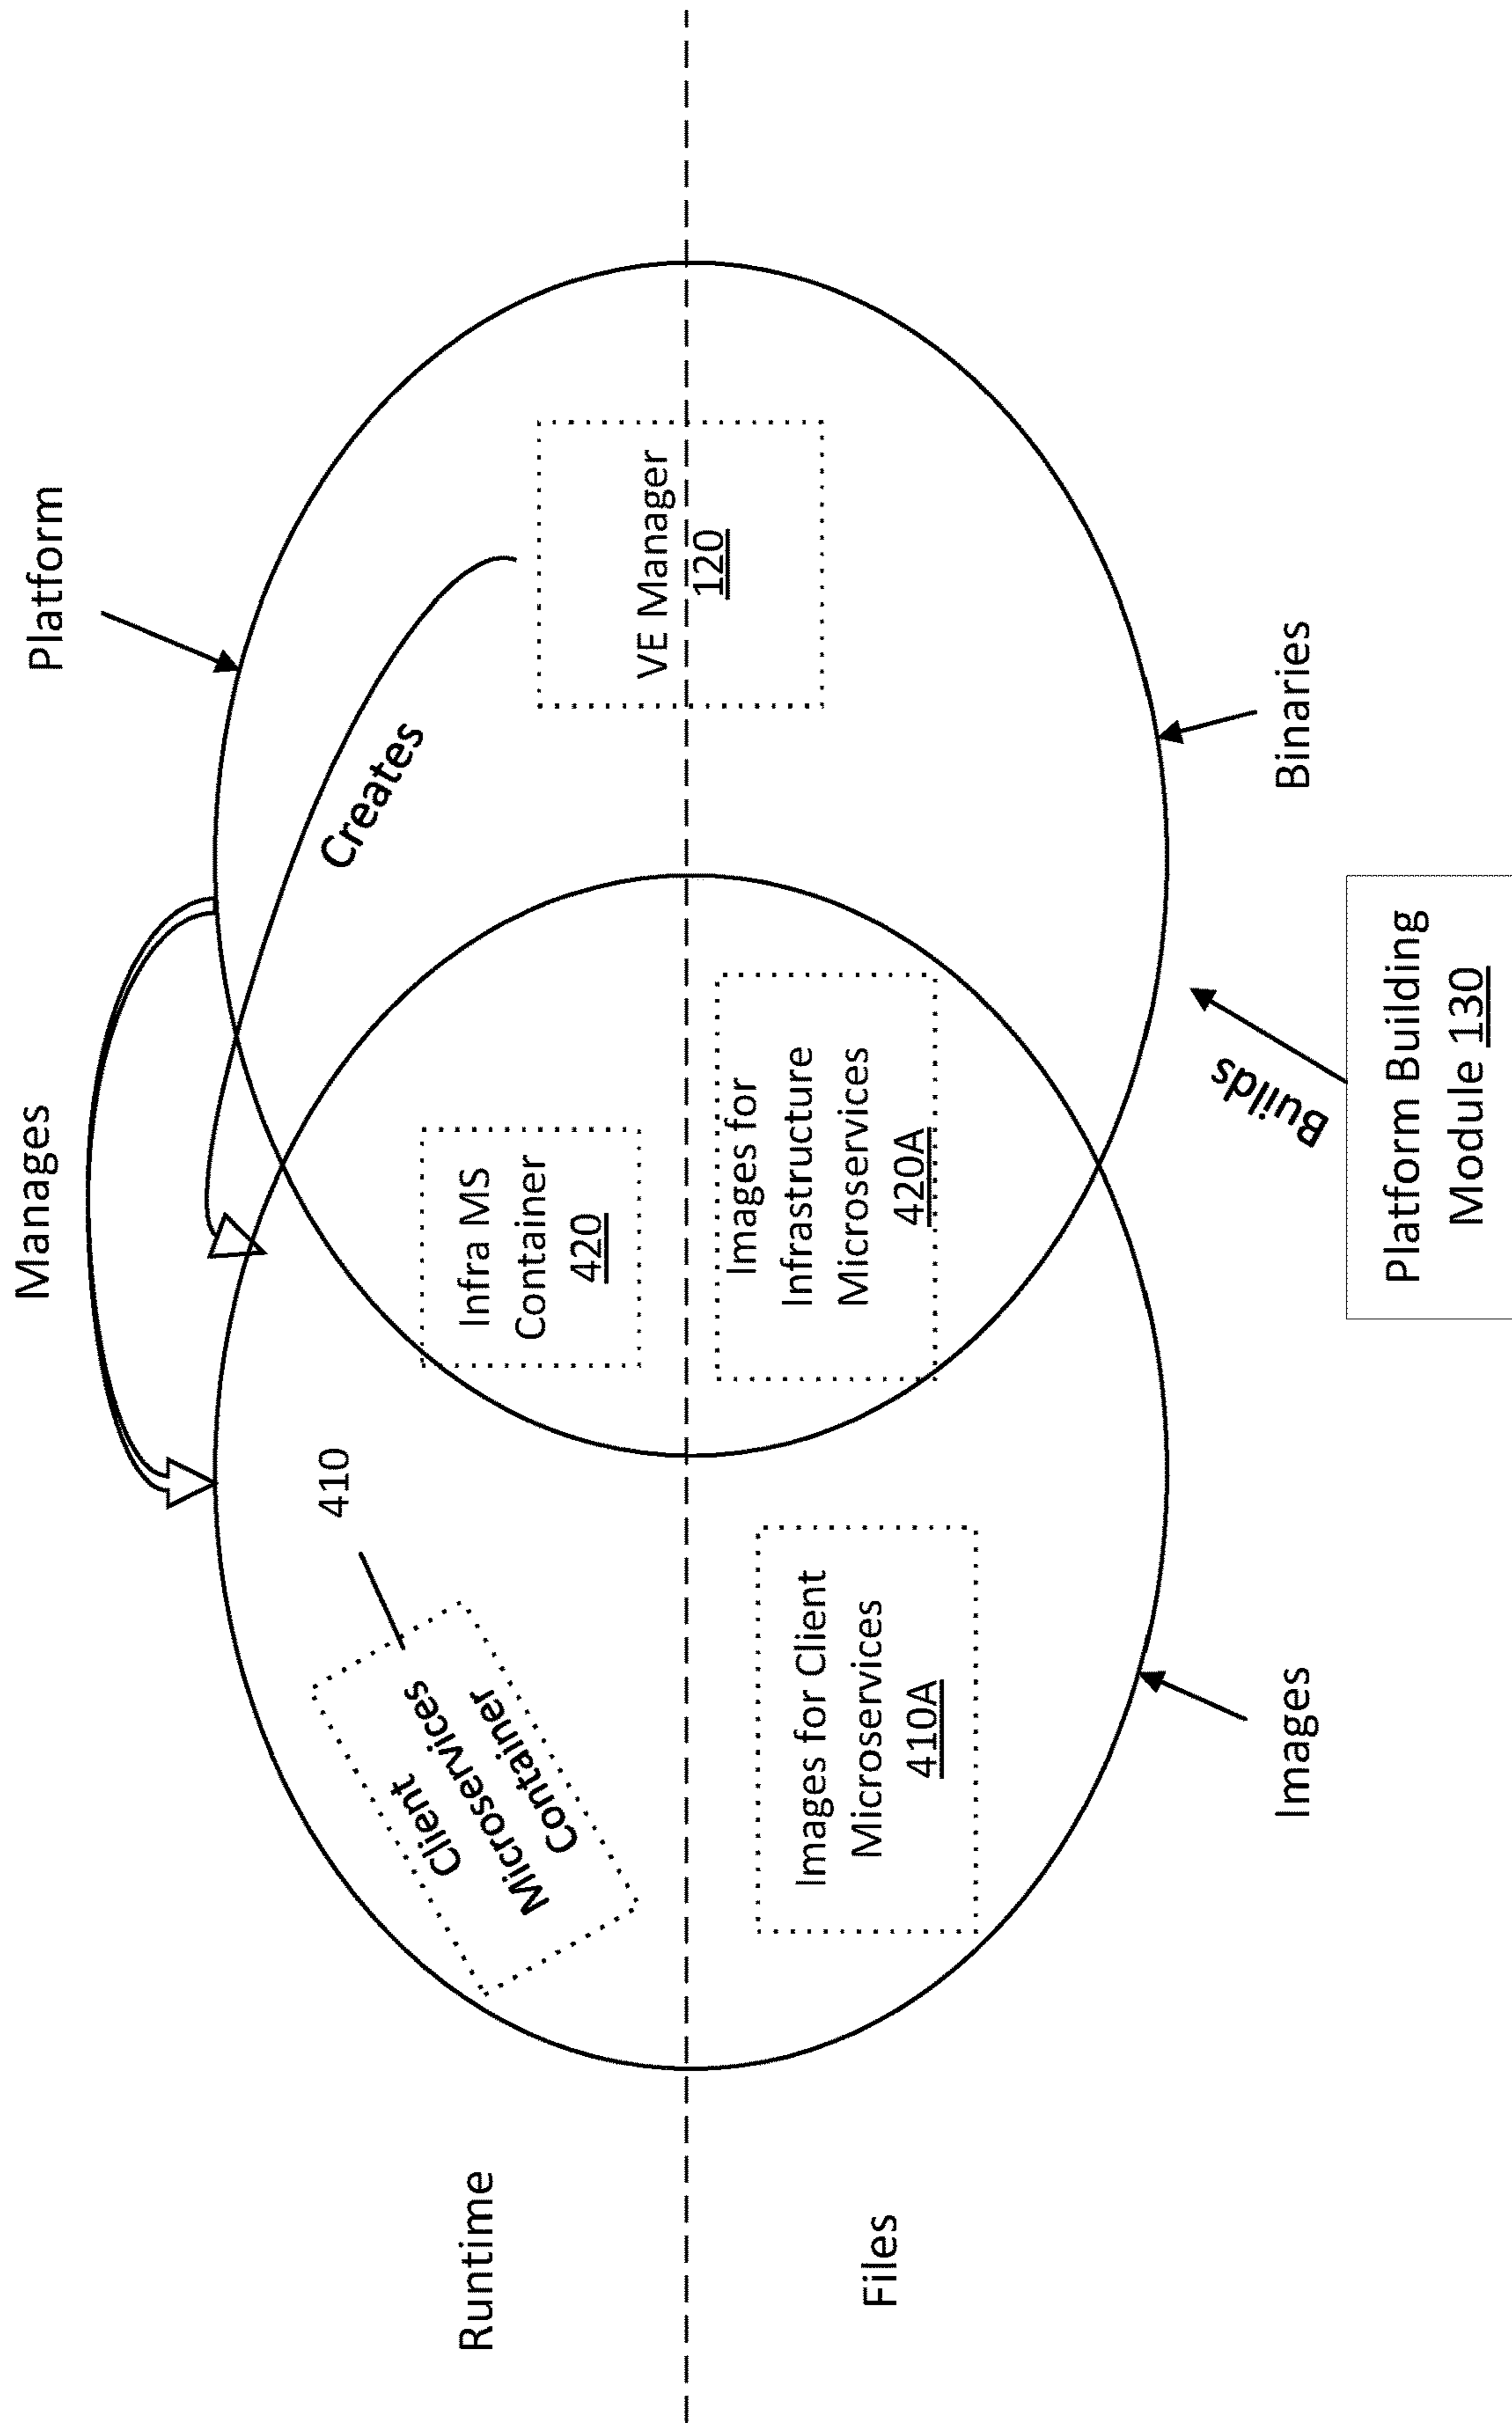 Manages
Platform
Creates
410
Client
Microservices
Container
Infra MS
Container
420
VE Manager
120
Runtime
Files
Images for Client
Microservices
410A
Images for
Infrastructure
Microservices
420A
Images
Binaries
Builds
Platform Building
Module 130